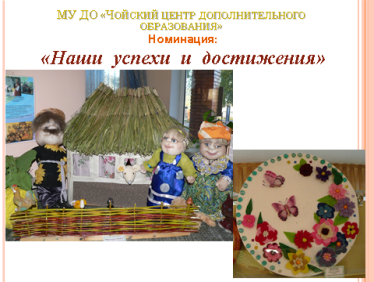 МУ ДО «Чойский центр дополнительного
образования»
Номинация:
«Наши успехи и достижения»